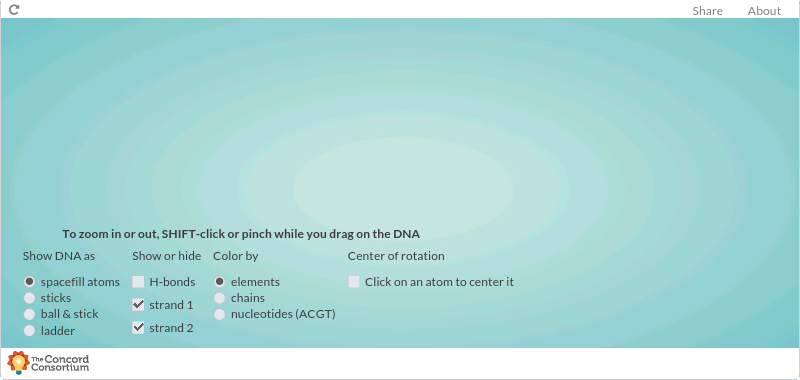 Share About
To zoom in or out, SHIFT-click or pinch while you drag on the DNA
Show DNA as Show or hide Color by Center of rotation
spacefill atoms H-bonds elements Click on an atom to center it
sticks strand 1 chains
ball & stick strand 2 nucleotides (ACGT)
ladder
The Concord
Consortium